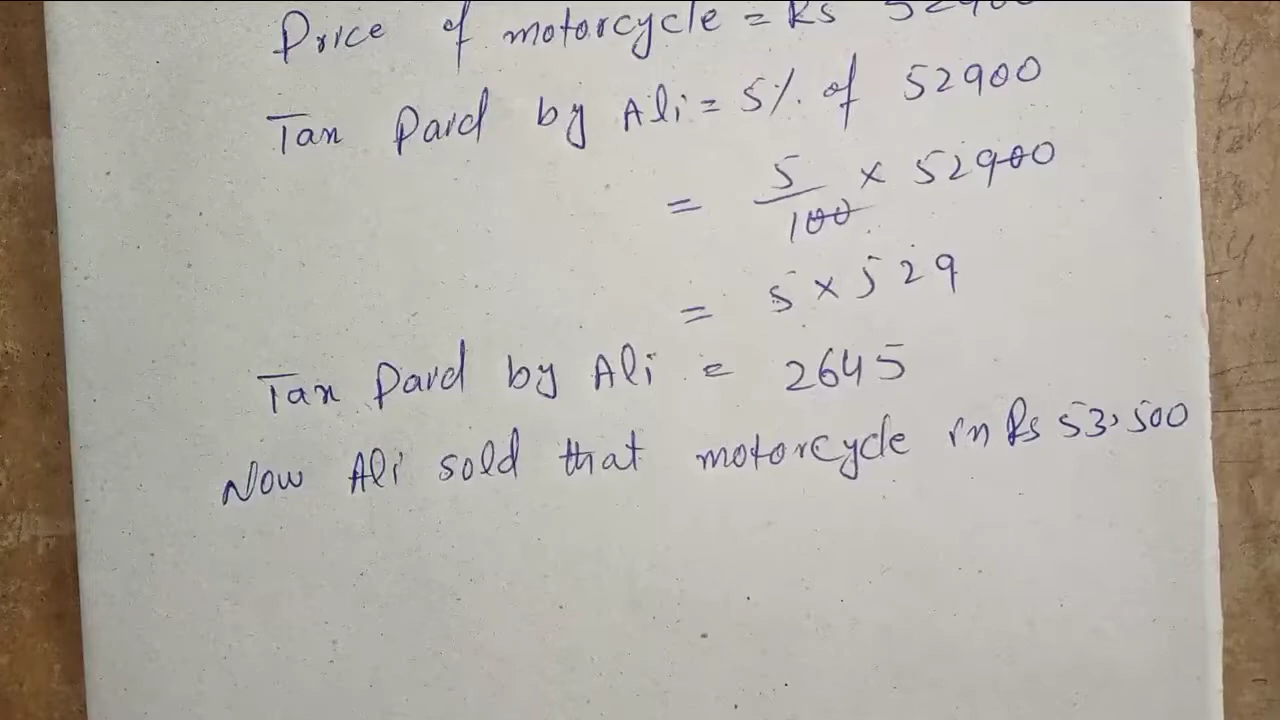 Price of motorcycle = Rs 52900
Tax Paid by Ali = 5% of 52900
= 5/100 × 52900
= 5 × 529
Tax Paid by Ali = 2645
Now Ali sold that motorcycle in Rs 53,500